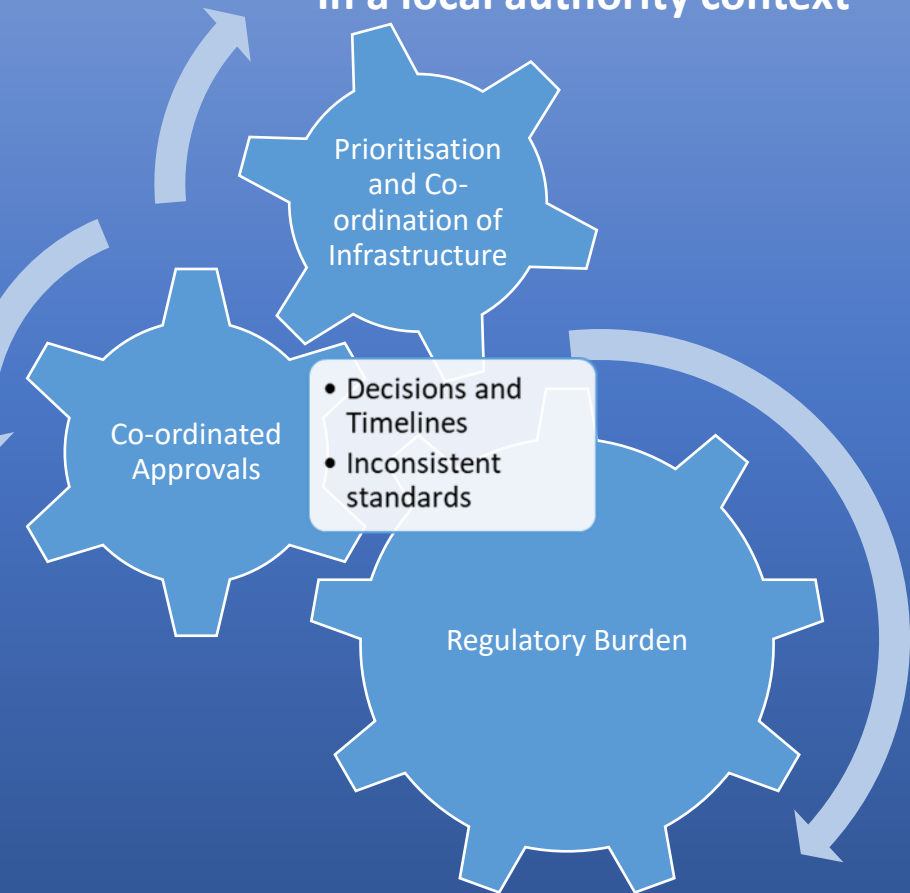 in a local authority context
Prioritisation
and Co-
ordination of
Infrastructure
Co-ordinated
Approvals
• Decisions and
Timelines
• Inconsistent
standards
Regulatory Burden